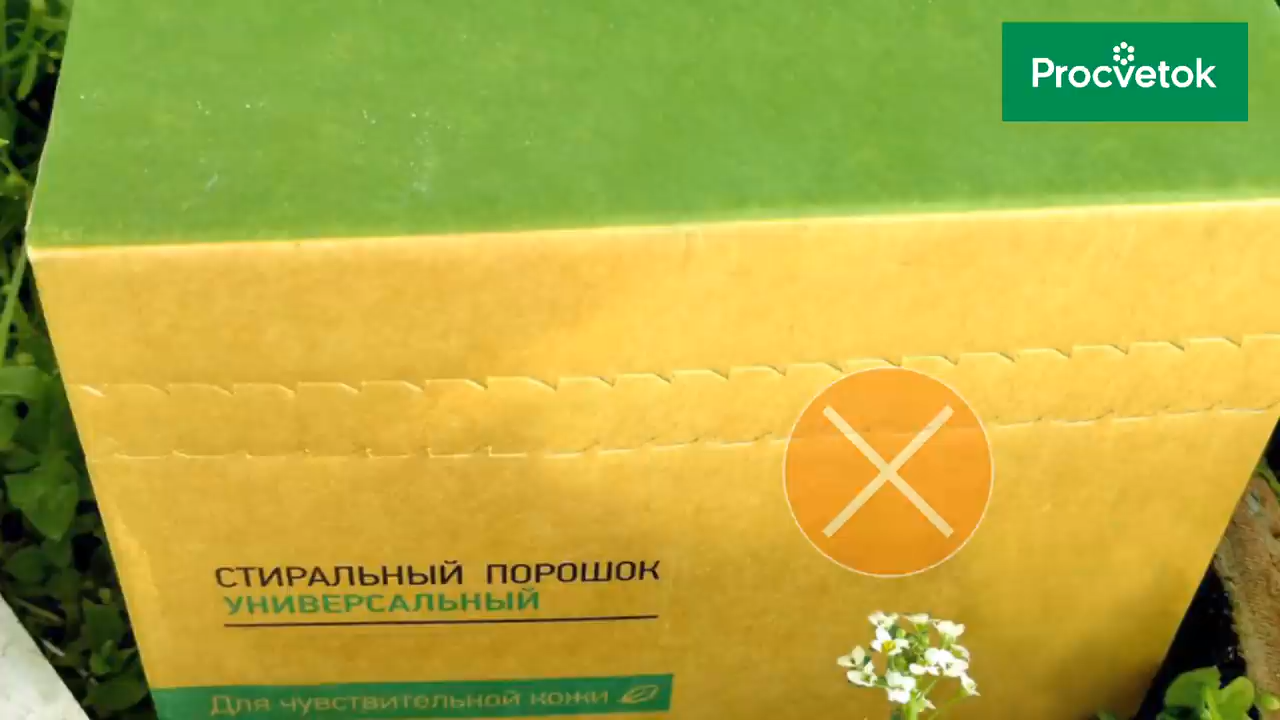 Procvetok
СТИРАЛЬНЫЙ ПОРОШОК
УНИВЕРСАЛЬНЫЙ
Для чувствительной кожи